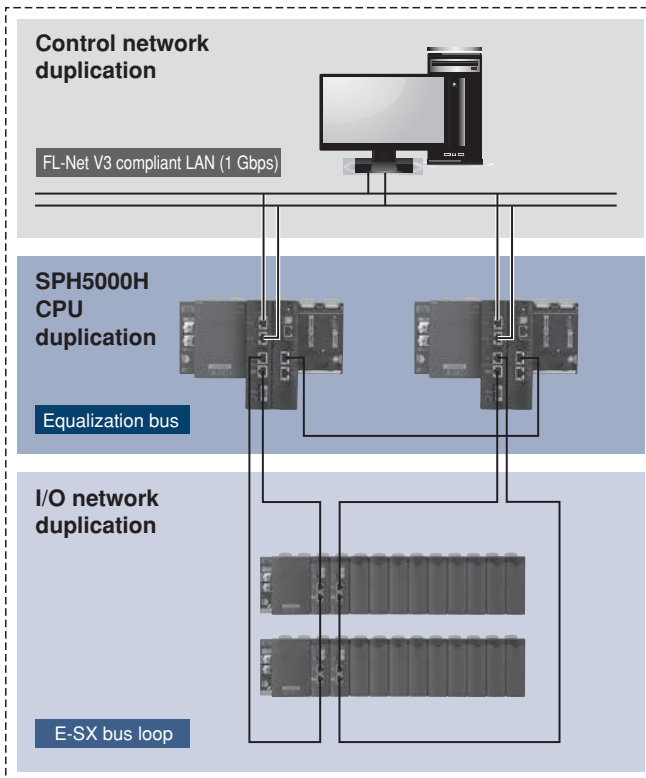 Control network
duplication
FL-Net V3 compliant LAN (1 Gbps)
SPH5000H
CPU
duplication
Equalization bus
I/O network
duplication
E-SX bus loop